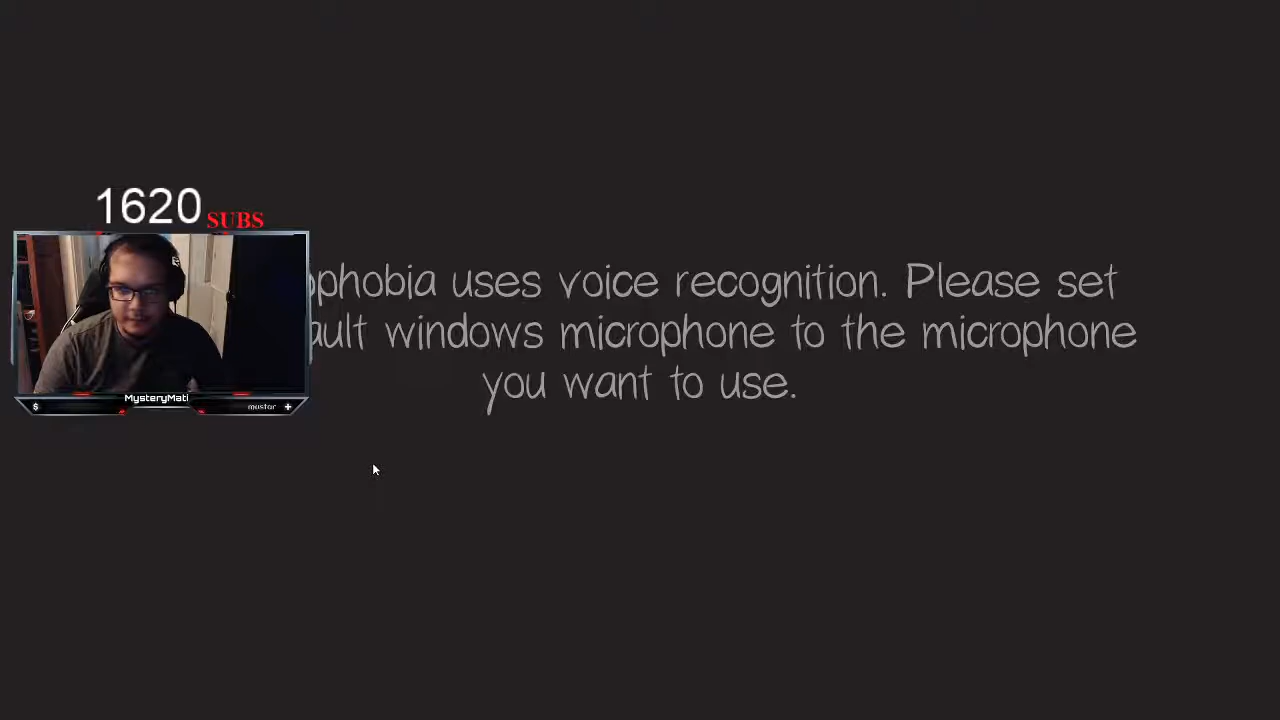 1620 SUBS
ophobia uses voice recognition. Please set
ault windows microphone to the microphone
you want to use.
MysteryMati
$
+